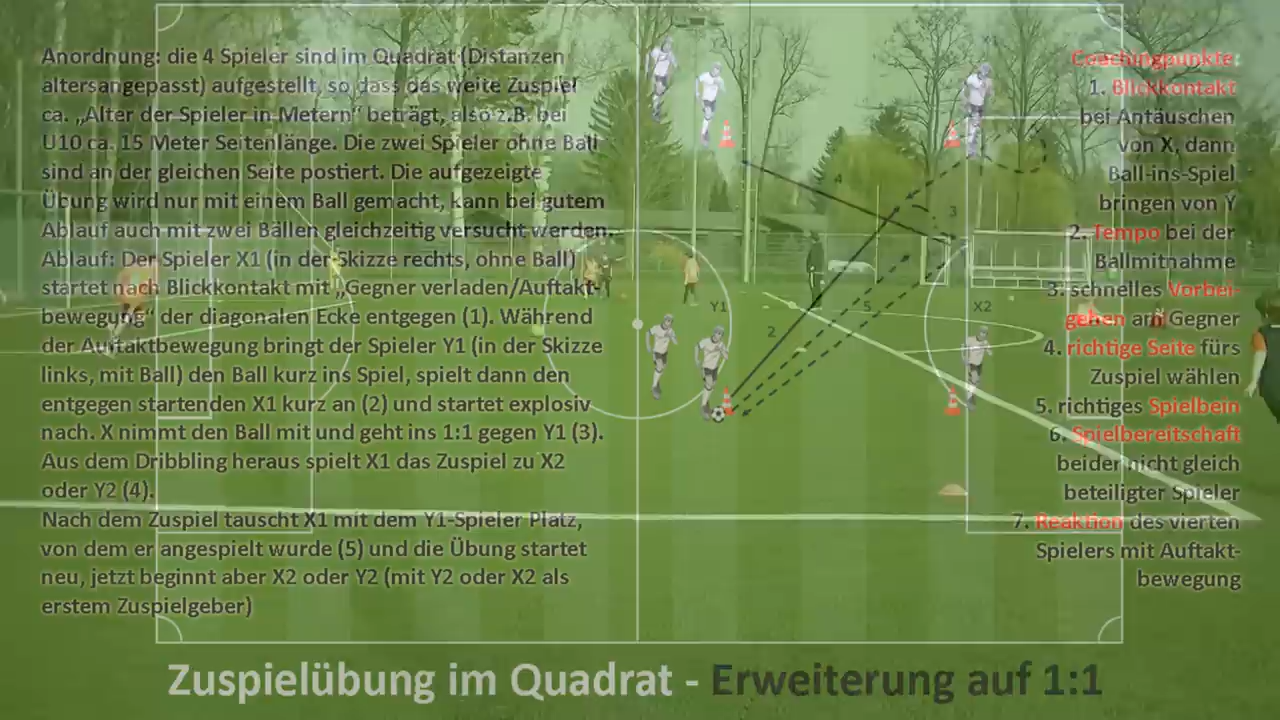 Anordnung: die 4 Spieler sind im Quadrat (Distanzen
altersangepasst) aufgestellt, so dass das weite Zuspiel
ca. „Alter der Spieler in Metern" beträgt, also z.B. bei
U10 ca. 15 Meter Seitenlänge. Die zwei Spieler ohne Ball
sind an der gleichen Seite postiert. Die aufgezeigte
Übung wird nur mit einem Ball gemacht, kann bei gutem
Ablauf auch mit zwei Bällen gleichzeitig versucht werden.
Ablauf: Der Spieler X1 (in der Skizze rechts, ohne Ball)
startet nach Blickkontakt mit „Gegner verladen/Auftakt-
bewegung" der diagonalen Ecke entgegen (1). Während
der Auftaktbewegung bringt der Spieler Y1 (in der Skizze
links, mit Ball) den Ball kurz ins Spiel, spielt dann den
entgegen startenden X1 kurz an (2) und startet explosiv
nach. X nimmt den Ball mit und geht ins 1:1 gegen Y1 (3).
Aus dem Dribbling heraus spielt X1 das Zuspiel zu X2
oder Y2 (4).
Nach dem Zuspiel tauscht X1 mit dem Y1-Spieler Platz,
von dem er angespielt wurde (5) und die Übung startet
neu, jetzt beginnt aber X2 oder Y2 (mit Y2 oder X2 als
erstem Zuspielgeber)
4
3
Y1
5
X2
2
Coachingpunkte:
1. Blickkontakt
bei Antäuschen
von X, dann
Ball-ins-Spiel
bringen von Y
2. Tempo bei der
Ballmitnahme
3. schnelles Vorbei-
gehen am Gegner
4. richtige Seite fürs
Zuspiel wählen
5. richtiges Spielbein
6. Spielbereitschaft
beider nicht gleich
beteiligter Spieler
7. Reaktion des vierten
Spielers mit Auftakt-
bewegung
Zuspielübung im Quadrat - Erweiterung auf 1:1